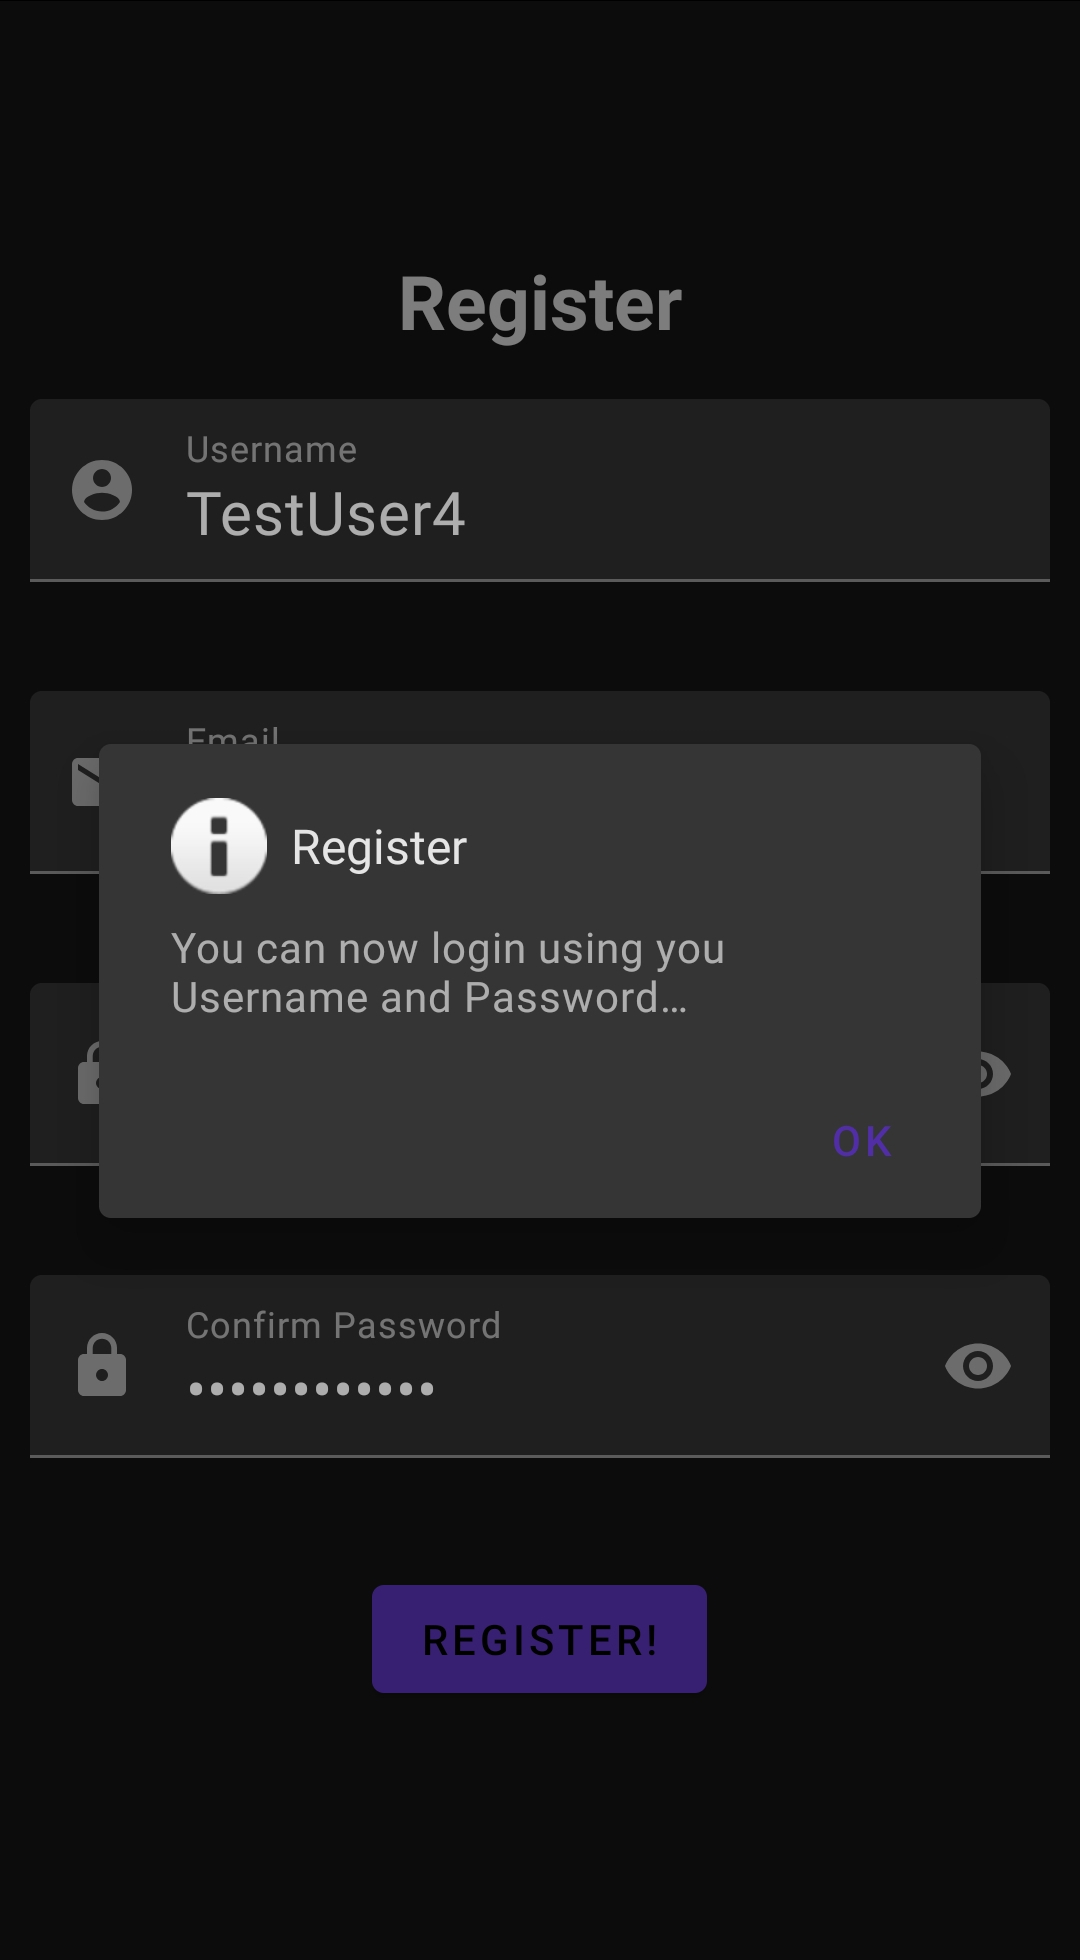 Register
Username
TestUser4
Email
Register
You can now login using you
Username and Password…
OK
Confirm Password
••••••••••••
REGISTER!